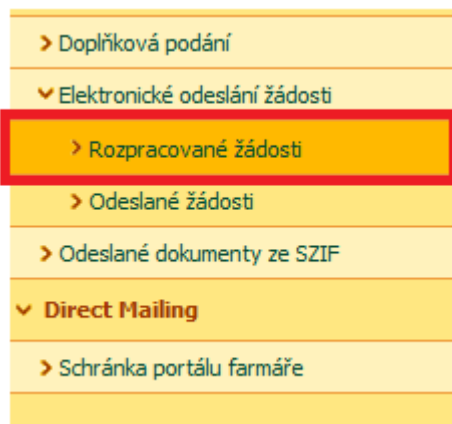 Doplňková podání
Elektronické odeslání žádosti
Rozpracované žádosti
Odeslané žádosti
Odeslané dokumenty ze SZIF
Direct Mailing
Schránka portálu farmáře